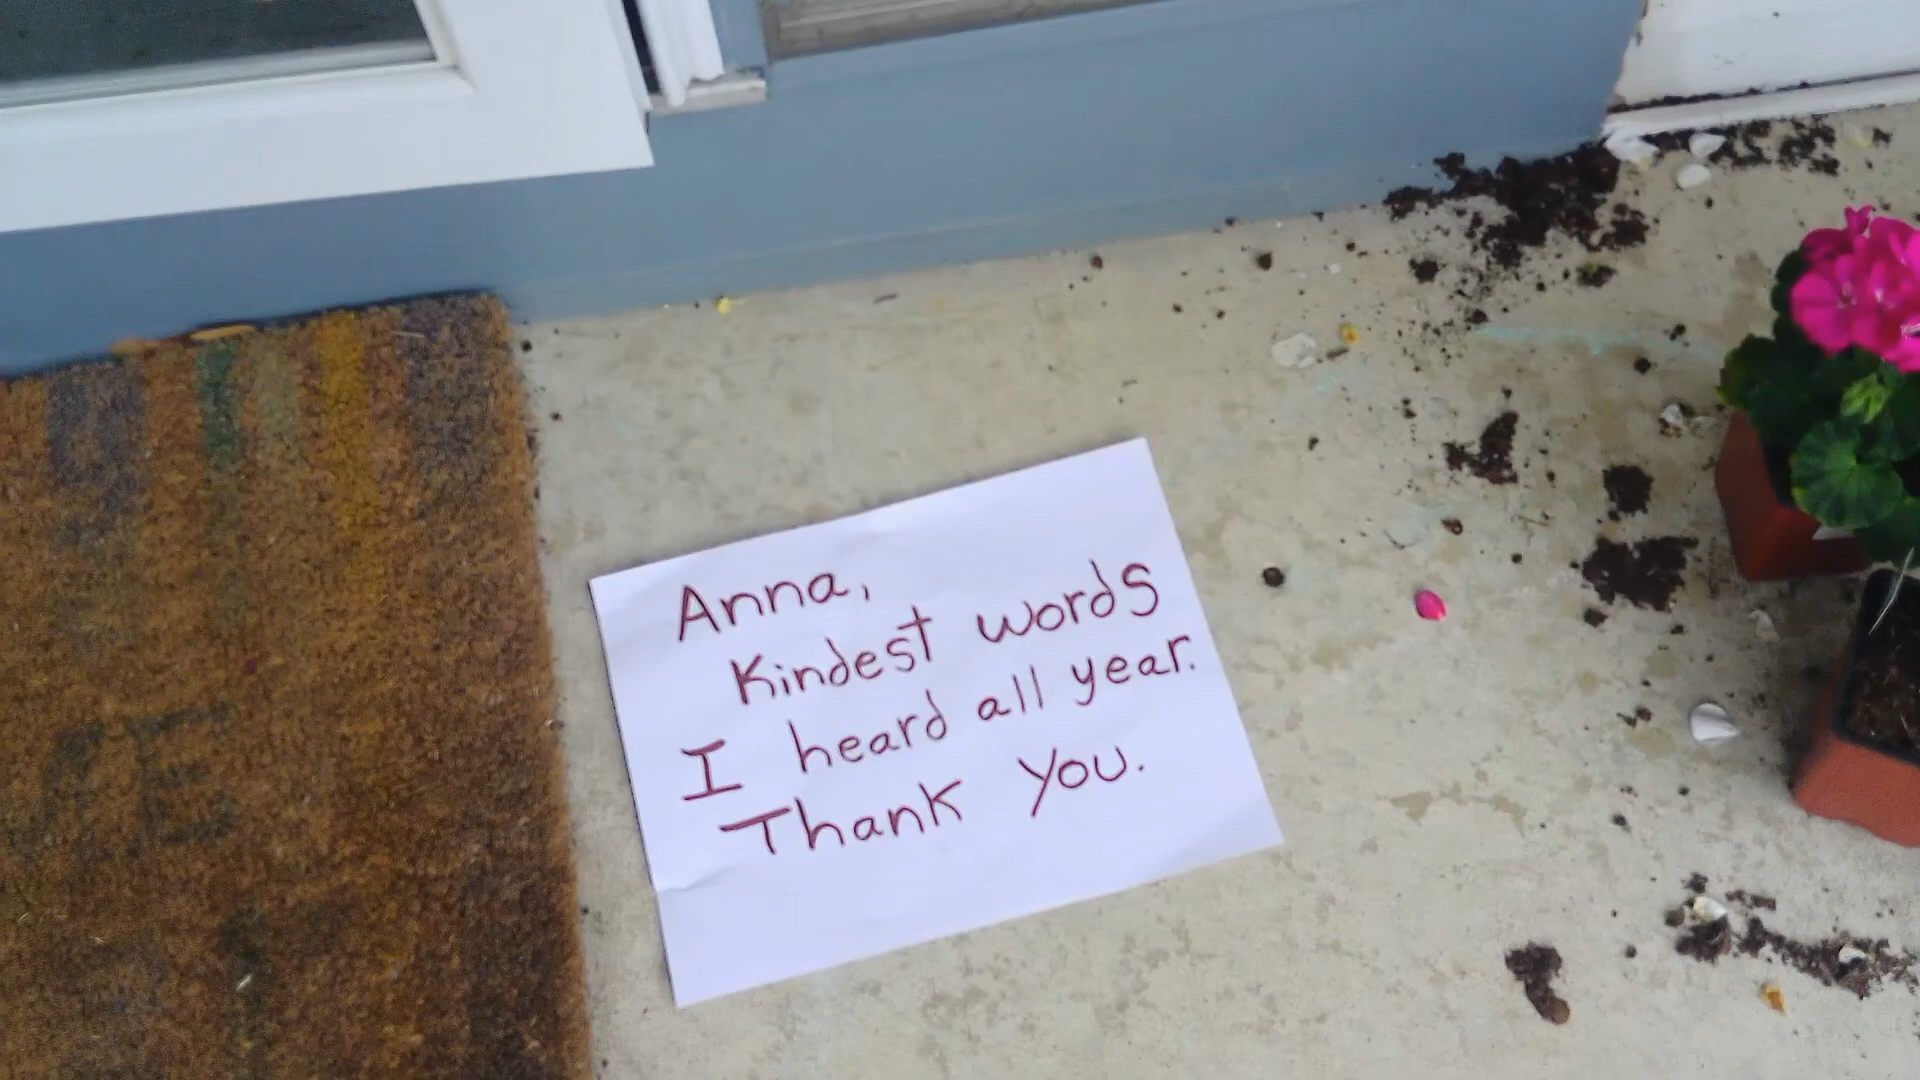 Anna,
Kindest words
I heard all year.
Thank you.